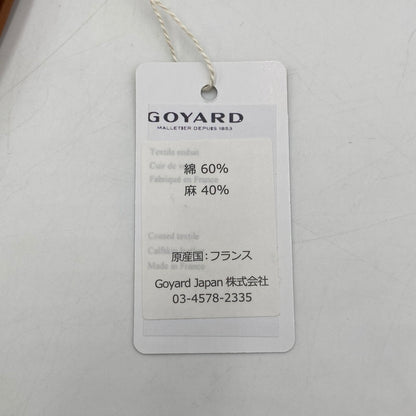 GOYARD
MALLETIER DEPUIS 1853
Textile enduit
Cuir de v
Fabriqué en France
綿 60%
麻 40%
Coated textile
Calfskin leather
Made in France
原産国：フランス
Goyard Japan 株式会社
03-4578-2335